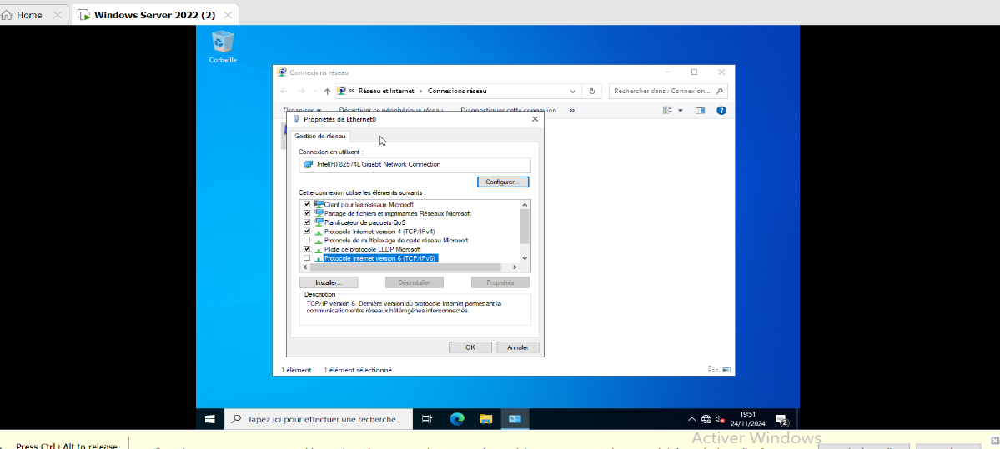 Home
Windows Server 2022 (2)
Corbeille
Connexions réseau
« Réseau et Internet › Connexions réseau
Rechercher dans : Connexion...
Organiser Désactiver ce périphérique réseau Diagnostiquer cette connexion »
Propriétés de Ethernet0
Gestion de réseau
Connexion en utilisant :
Intel(R) 82574L Gigabit Network Connection
Configurer...
Cette connexion utilise les éléments suivants :
Client pour les réseaux Microsoft
Partage de fichiers et imprimantes Réseaux Microsoft
Planificateur de paquets QoS
Protocole Internet version 4 (TCP/IPv4)
Protocole de multiplexage de carte réseau Microsoft
Pilote de protocole LLDP Microsoft
Protocole Internet version 6 (TCP/IPv6)
Installer... Désinstaller Propriétés
Description
TCP/IP version 6. Dernière version du protocole Internet permettant la
communication entre réseaux hétérogènes interconnectés.
OK Annuler
1 élément 1 élément sélectionné
Tapez ici pour effectuer une recherche
19:51
24/11/2024
2
Activer Windows
Press Ctrl+Alt to release